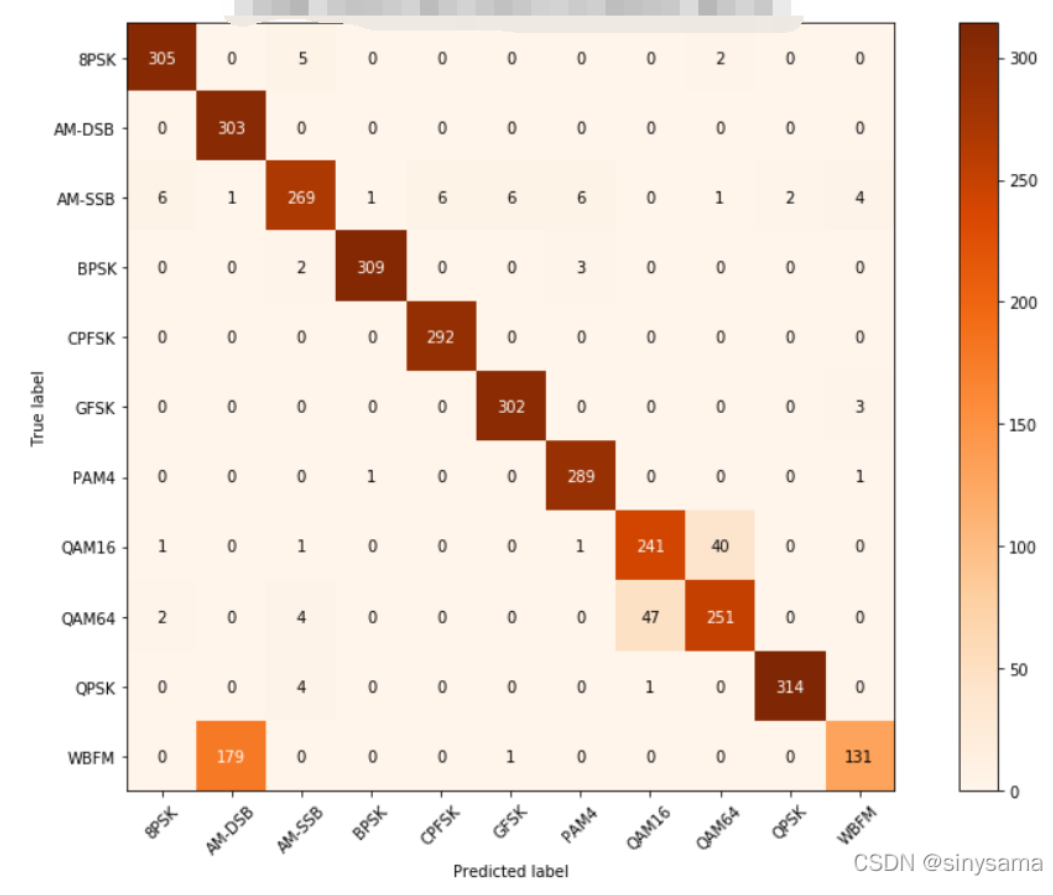 8PSK 305 0 5 0 0 0 0 0 2 0 0
AM-DSB 0 303 0 0 0 0 0 0 0 0 0
AM-SSB 6 1 269 1 6 6 6 0 1 2 4
BPSK 0 0 2 309 0 0 3 0 0 0 0
CPFSK 0 0 0 0 292 0 0 0 0 0 0
GFSK 0 0 0 0 0 302 0 0 0 0 3
PAM4 0 0 0 1 0 0 289 0 0 0 1
QAM16 1 0 1 0 0 0 1 241 40 0 0
QAM64 2 0 4 0 0 0 0 47 251 0 0
QPSK 0 0 4 0 0 0 0 1 0 314 0
WBFM 0 179 0 0 0 1 0 0 0 0 131
8PSK AM-DSB AM-SSB BPSK CPFSK GFSK PAM4 QAM16 QAM64 QPSK WBFM
Predicted label
True label
300
250
200
150
100
50
0
CSDN @sinysama